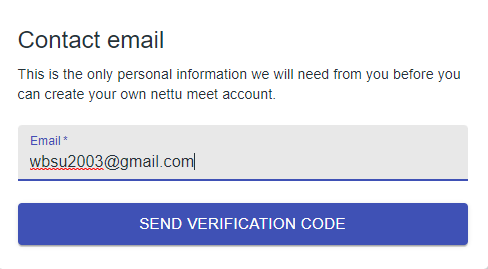 Contact email
This is the only personal information we will need from you before you
can create your own nettu meet account.
Email *
wbsu2003@gmail.com
SEND VERIFICATION CODE